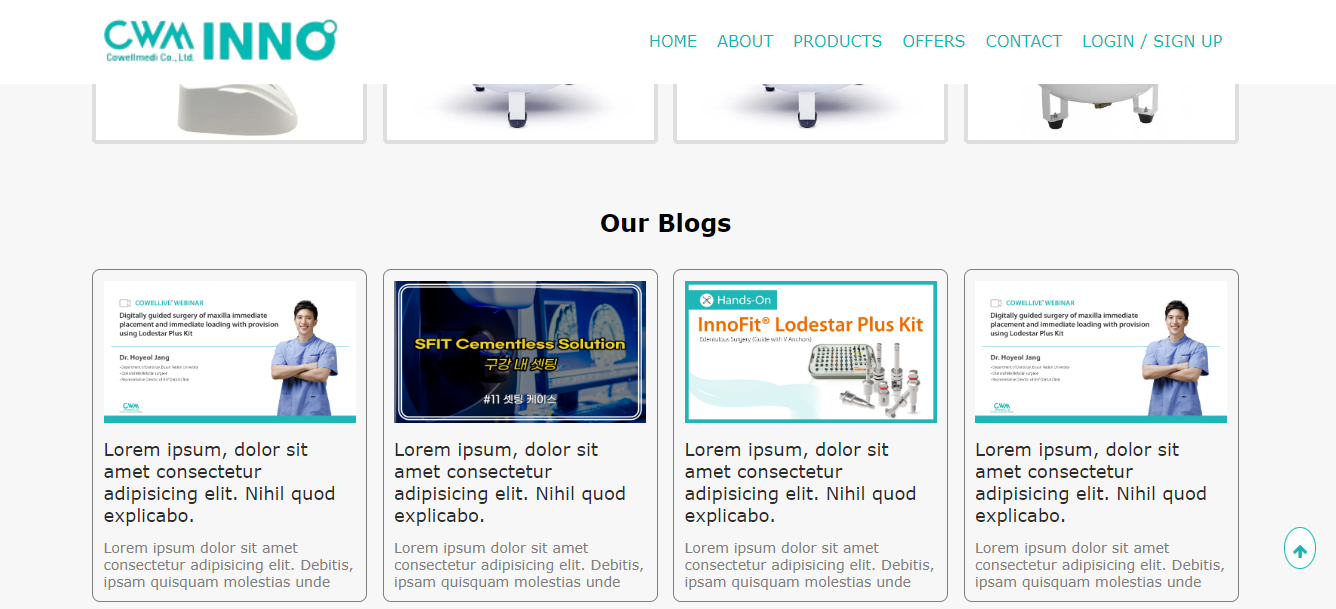 CWM INNO
Cowellmedi Co., Ltd.
HOME ABOUT PRODUCTS OFFERS CONTACT LOGIN / SIGN UP
Our Blogs
COWELLIVE WEBINAR
Digitally guided surgery of maxilla immediate
placement and immediate loading with provision
using Lodestar Plus Kit
Dr. Hoyeol Jang
CWM
Lorem ipsum, dolor sit
amet consectetur
adipisicing elit. Nihil quod
explicabo.
Lorem ipsum dolor sit amet
consectetur adipisicing elit. Debitis,
ipsam quisquam molestias unde
SFIT Cementless Solution
구강 내 셋팅
#11 셋팅 케이스
Lorem ipsum, dolor sit
amet consectetur
adipisicing elit. Nihil quod
explicabo.
Lorem ipsum dolor sit amet
consectetur adipisicing elit. Debitis,
ipsam quisquam molestias unde
Hands-On
InnoFit® Lodestar Plus Kit
Edentulous Surgery (Guide with V Anchor)
Lorem ipsum, dolor sit
amet consectetur
adipisicing elit. Nihil quod
explicabo.
Lorem ipsum dolor sit amet
consectetur adipisicing elit. Debitis,
ipsam quisquam molestias unde
COWELLIVE WEBINAR
Digitally guided surgery of maxilla immediate
placement and immediate loading with provision
using Lodestar Plus Kit
Dr. Hoyeol Jang
CWM
Lorem ipsum, dolor sit
amet consectetur
adipisicing elit. Nihil quod
explicabo.
Lorem ipsum dolor sit amet
consectetur adipisicing elit. Debitis,
ipsam quisquam molestias unde